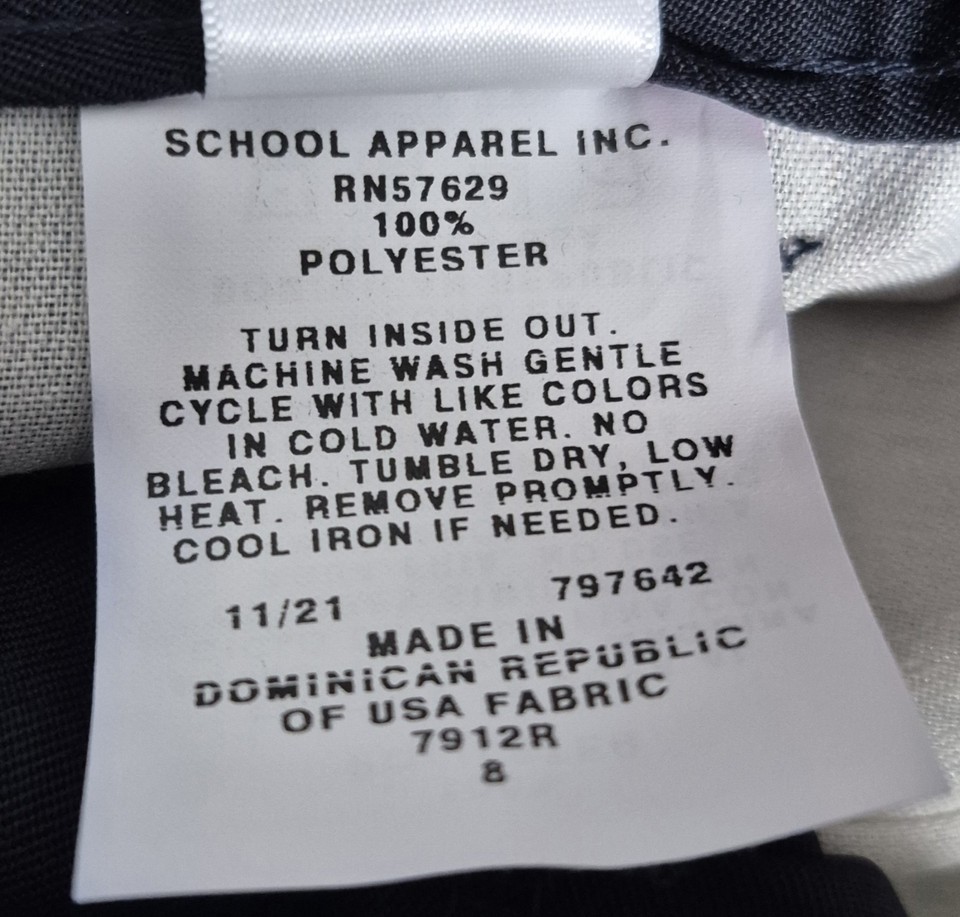 SCHOOL APPAREL INC.
RN57629
100%
POLYESTER
TURN INSIDE OUT.
MACHINE WASH GENTLE
CYCLE WITH LIKE COLORS
IN COLD WATER. NO
BLEACH. TUMBLE DRY, LOW
HEAT. REMOVE PROMPTLY.
COOL IRON IF NEEDED.
11/21 797642
MADE IN
DOMINICAN REPUBLIC
OF USA FABRIC
7912R
8